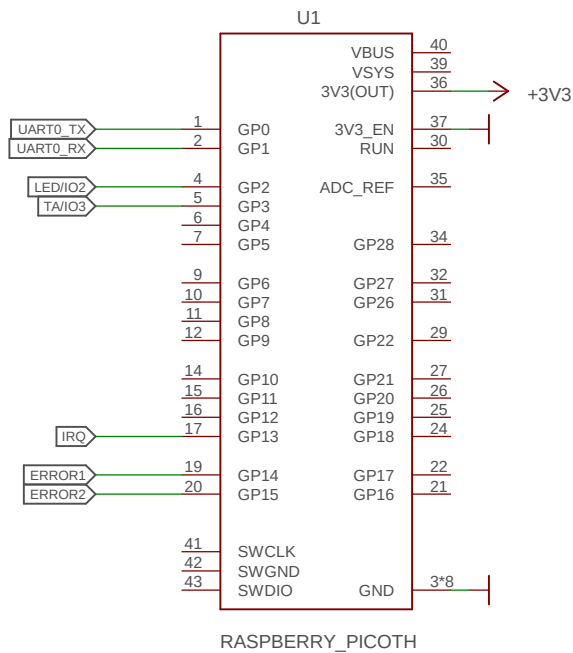 U1
VBUS 40
VSYS 39
3V3(OUT) 36 +3V3
UART0_TX 1 GP0 3V3_EN 37
UART0_RX 2 GP1 RUN 30
LED/IO2 4 GP2 ADC_REF 35
TA/IO3 5 GP3
6 GP4
7 GP5 GP28 34
9 GP6 GP27 32
10 GP7 GP26 31
11 GP8
12 GP9 GP22 29
14 GP10 GP21 27
15 GP11 GP20 26
16 GP12 GP19 25
IRQ 17 GP13 GP18 24
ERROR1 19 GP14 GP17 22
ERROR2 20 GP15 GP16 21
41 SWCLK
42 SWGND
43 SWDIO GND 3*8
RASPBERRY_PICOTH